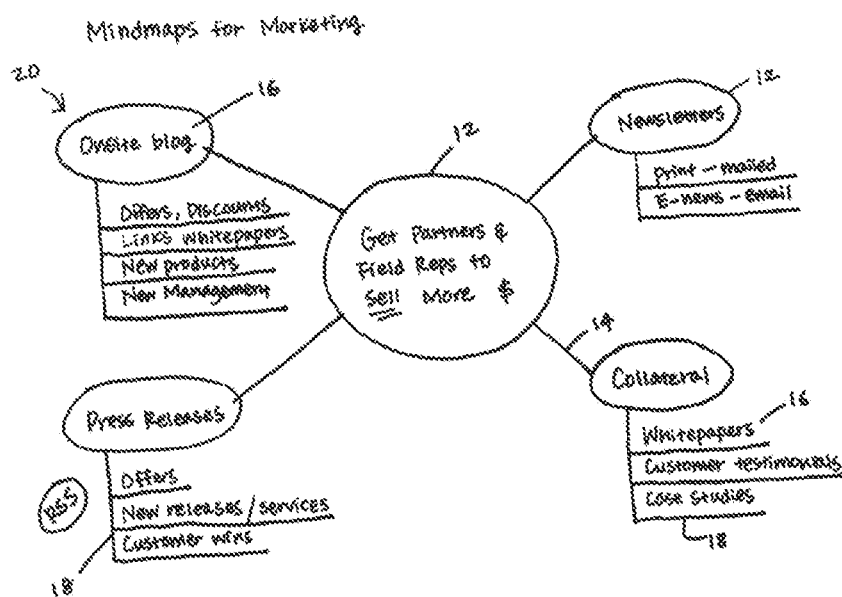 Mindmaps for Marketing
20
16
Onsite blog
Offers, Discounts
Links whitepapers
New products
New Management
12
Get Partners &
Field Reps to
Sell More $
12
Newsletters
print - mailed
E-news - email
14
Collateral
16
Whitepapers
Customer testimonials
Case Studies
18
Press Releases
RSS
Offers
New releases / services
Customer wins
18